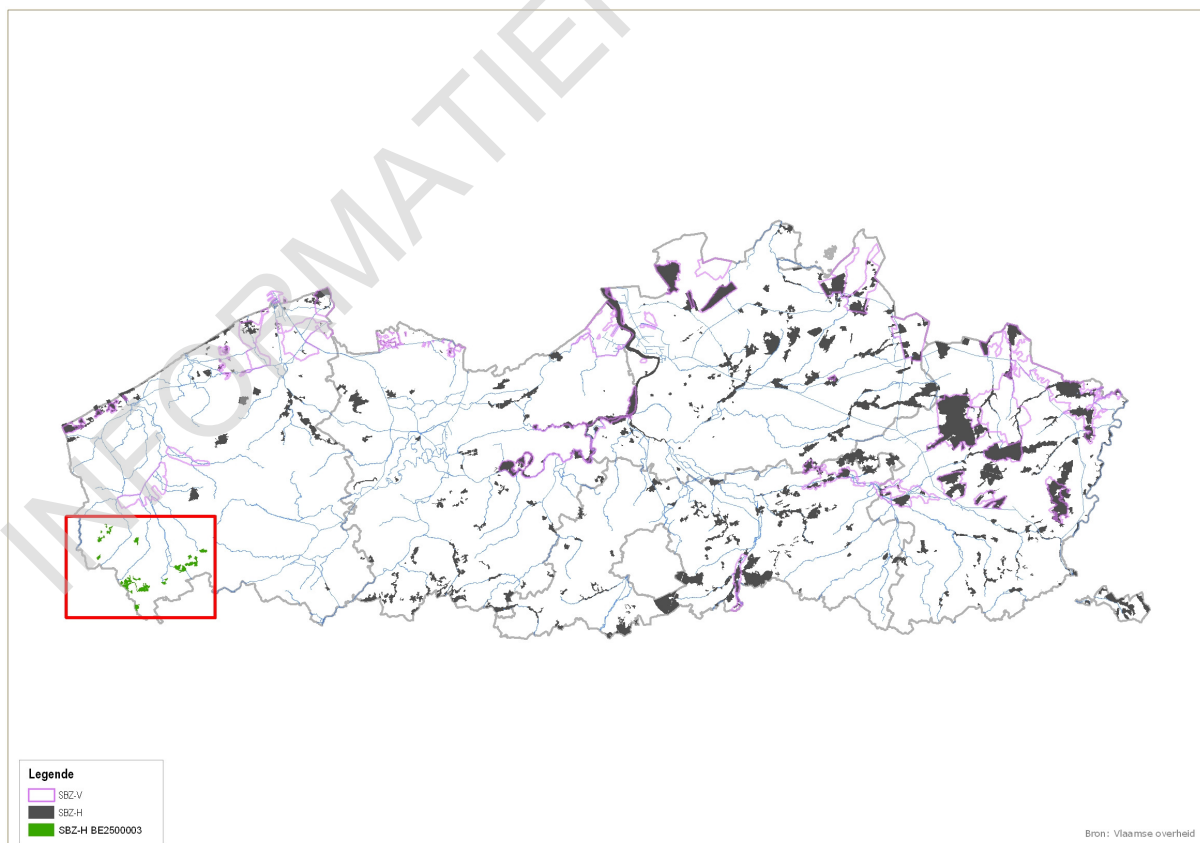 INFORMATIEF
Legende
SBZ-V
SBZ-H
SBZ-H BE2500003
Bron: Vlaamse overheid